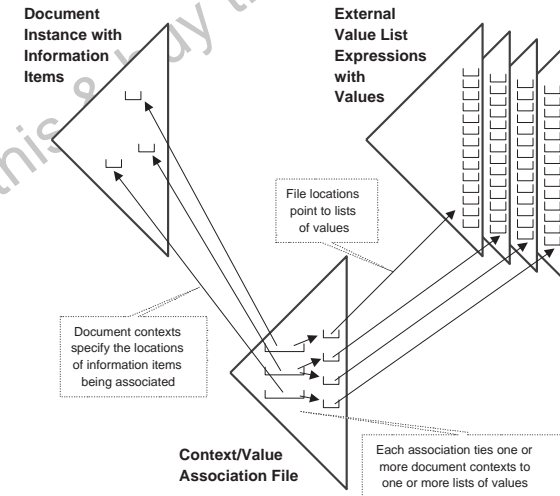 Document
Instance with
Information
Items
External
Value List
Expressions
with
Values
this & buy
File locations
point to lists
of values
Document contexts
specify the locations
of information items
being associated
Context/Value
Association File
Each association ties one or
more document contexts to
one or more lists of values